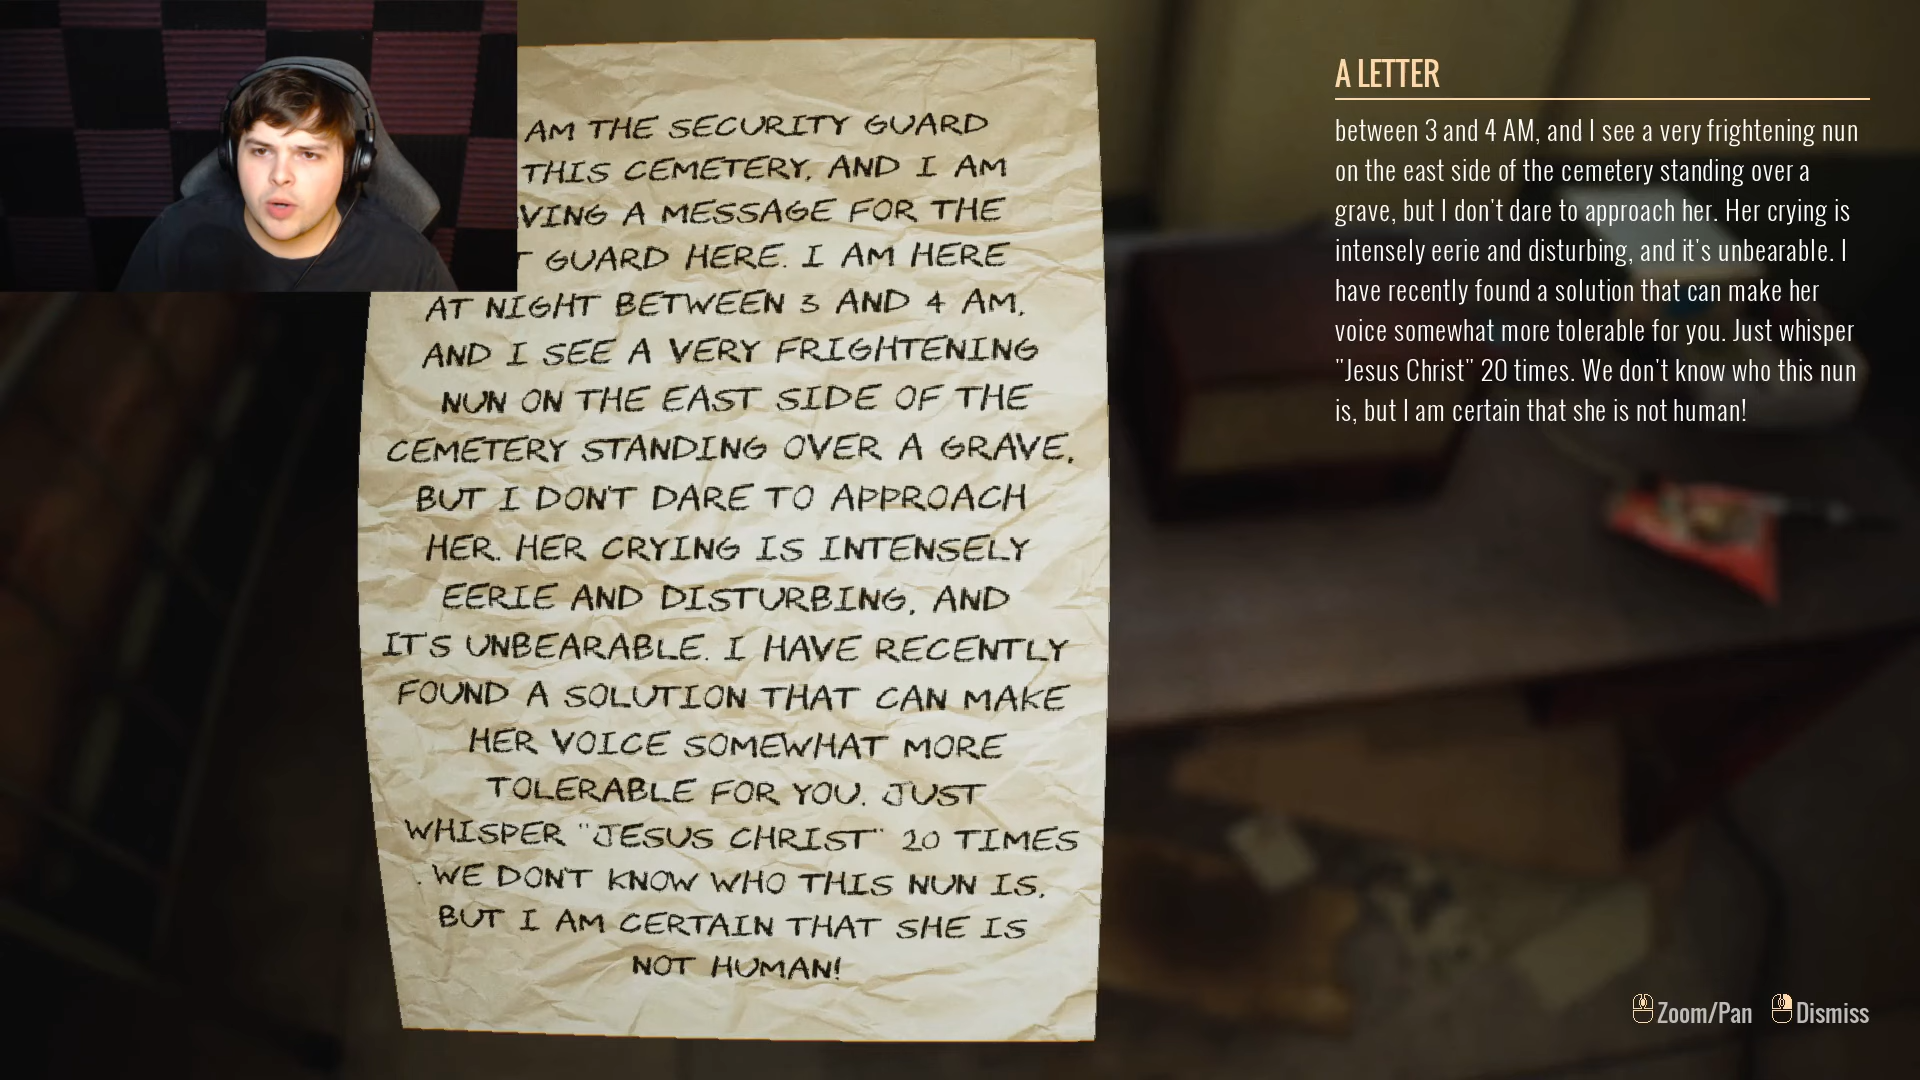 AM THE SECURITY GUARD
THIS CEMETERY, AND I AM
VING A MESSAGE FOR THE
T GUARD HERE. I AM HERE
AT NIGHT BETWEEN 3 AND 4 AM,
AND I SEE A VERY FRIGHTENING
NUN ON THE EAST SIDE OF THE
CEMETERY STANDING OVER A GRAVE,
BUT I DON'T DARE TO APPROACH
HER. HER CRYING IS INTENSELY
EERIE AND DISTURBING, AND
IT'S UNBEARABLE. I HAVE RECENTLY
FOUND A SOLUTION THAT CAN MAKE
HER VOICE SOMEWHAT MORE
TOLERABLE FOR YOU. JUST
WHISPER "JESUS CHRIST" 20 TIMES
. WE DON'T KNOW WHO THIS NUN IS,
BUT I AM CERTAIN THAT SHE IS
NOT HUMAN!
A LETTER
between 3 and 4 AM, and I see a very frightening nun
on the east side of the cemetery standing over a
grave, but I don't dare to approach her. Her crying is
intensely eerie and disturbing, and it's unbearable. I
have recently found a solution that can make her
voice somewhat more tolerable for you. Just whisper
"Jesus Christ" 20 times. We don't know who this nun
is, but I am certain that she is not human!
Zoom/Pan Dismiss